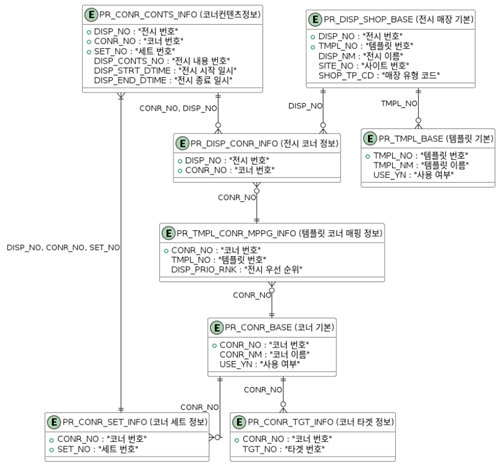 E PR_CONR_CONTS_INFO (코너컨텐츠정보)
DISP_NO : "전시 번호"
CONR_NO : "코너 번호"
SET_NO : "세트 번호"
DISP_CONTS_NO : "전시 내용 번호"
DISP_STRT_DTIME : "전시 시작 일시"
DISP_END_DTIME : "전시 종료 일시"
E PR_DISP_SHOP_BASE (전시 매장 기본)
DISP_NO : "전시 번호"
TMPL_NO : "템플릿 번호"
DISP_NM : "전시 이름"
SITE_NO : "사이트 번호"
SHOP_TP_CD : "매장 유형 코드"
CONR_NO, DISP_NO
DISP_NO
TMPL_NO
E PR_DISP_CONR_INFO (전시 코너 정보)
DISP_NO : "전시 번호"
CONR_NO : "코너 번호"
E PR_TMPL_BASE (템플릿 기본)
TMPL_NO : "템플릿 번호"
TMPL_NM : "템플릿 이름"
USE_YN : "사용 여부"
CONR_NO
E PR_TMPL_CONR_MPPG_INFO (템플릿 코너 매핑 정보)
CONR_NO : "코너 번호"
TMPL_NO : "템플릿 번호"
DISP_PRIO_RNK : "전시 우선 순위"
DISP_NO, CONR_NO, SET_NO
CONR_NO
E PR_CONR_BASE (코너 기본)
CONR_NO : "코너 번호"
CONR_NM : "코너 이름"
USE_YN : "사용 여부"
CONR_NO
CONR_NO
E PR_CONR_SET_INFO (코너 세트 정보)
CONR_NO : "코너 번호"
SET_NO : "세트 번호"
E PR_CONR_TGT_INFO (코너 타겟 정보)
CONR_NO : "코너 번호"
TGT_NO : "타겟 번호"